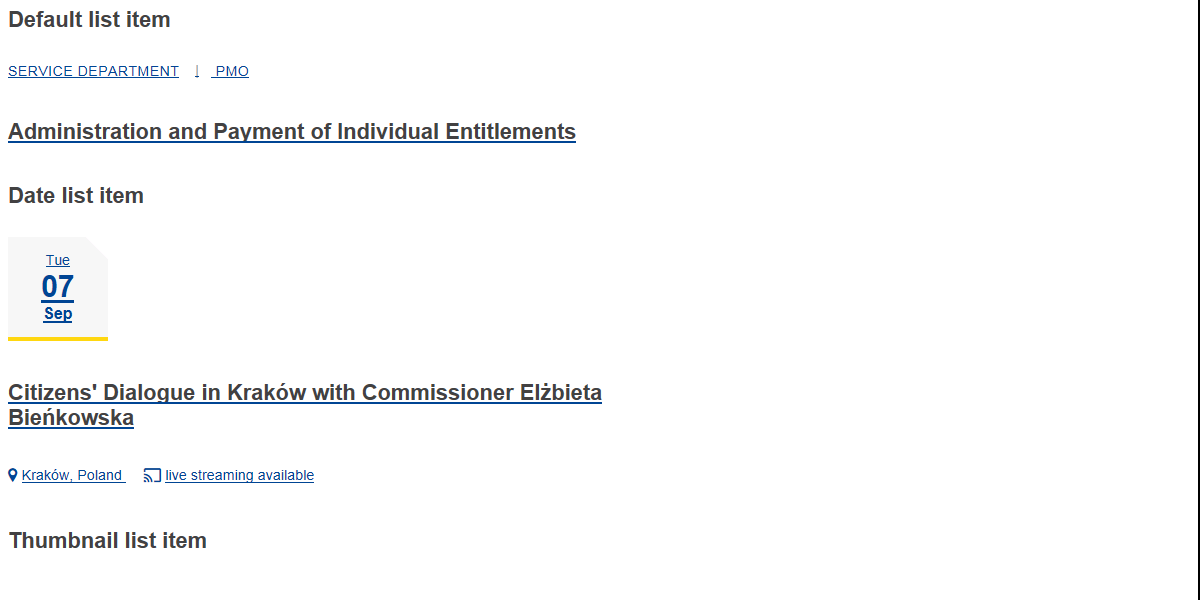 Default list item
SERVICE DEPARTMENT | PMO
Administration and Payment of Individual Entitlements
Date list item
Tue
07
Sep
Citizens' Dialogue in Kraków with Commissioner Elżbieta
Bieńkowska
Kraków, Poland live streaming available
Thumbnail list item